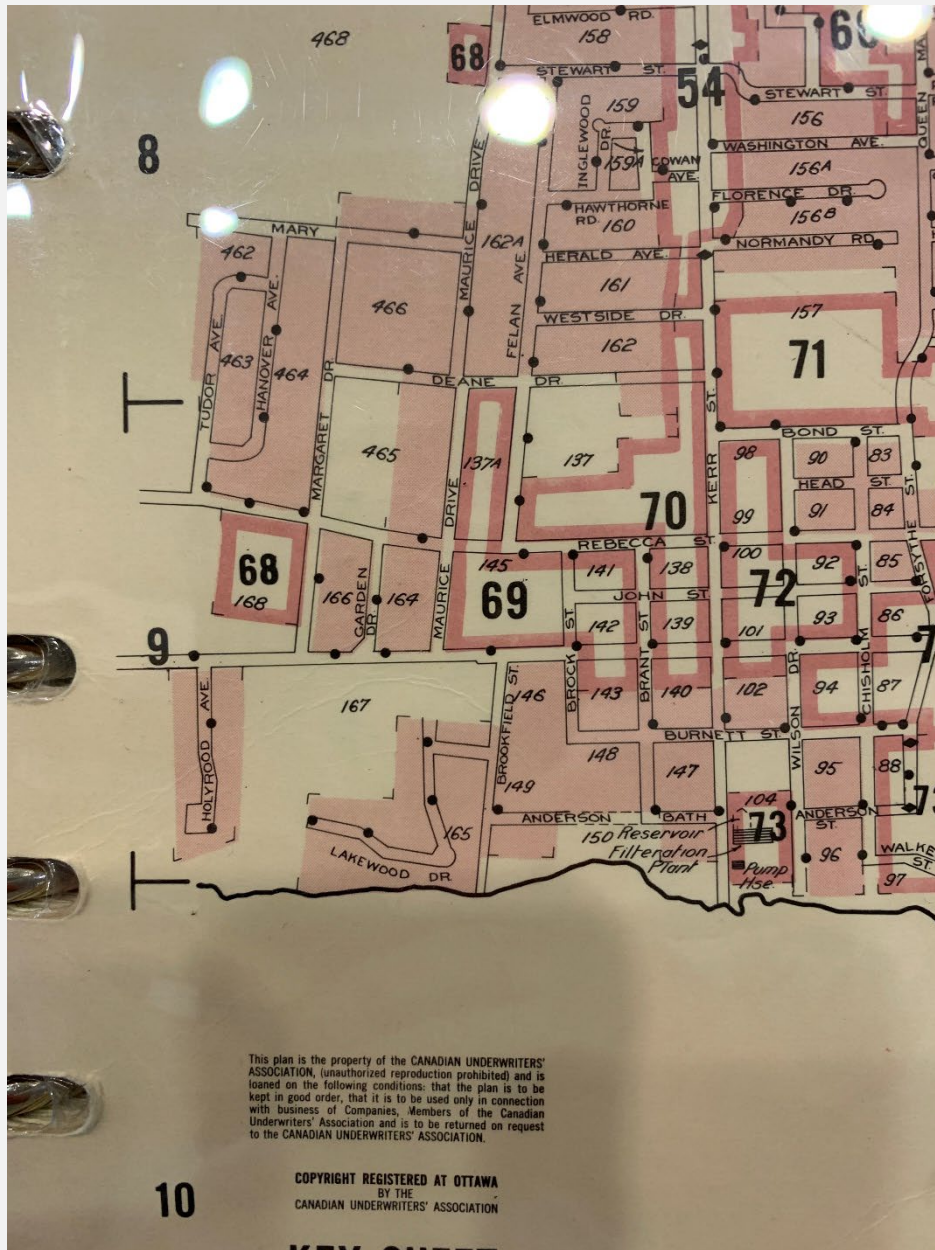 ELMWOOD RD.
468
158
68
STEWART ST.
54
STEWART ST.
159
INGLEWOOD DR.
156
QUEEN
WASHINGTON AVE.
8
159A
COWAN AVE.
156A
FLORENCE DR.
HAWTHORNE RD.
160
156B
MARY
462
162A
MAURICE DRIVE
FELAN AVE.
HERALD AVE.
NORMANDY RD.
161
466
WESTSIDE DR.
157
TUDOR AVE.
463
HANOVER AVE.
464
MARGARET DR.
162
71
DEANE DR.
KERR ST.
BOND ST.
465
137A
137
98
90
83
HEAD ST.
70
99
91
84
FORSYTHE ST.
MAURICE DRIVE
REBECCA ST.
68
168
145
141
138
100
92
85
166
GARDEN DR.
164
69
JOHN ST
72
142
139
101
93
86
9
BROCK ST.
BRANT ST
CHISHOLM ST.
HOLYROOD AVE.
167
146
143
140
102
94
87
BROOKFIELD ST.
BURNETT ST.
WILSON DR.
148
147
95
88
149
104
165
ANDERSON
BATH
ANDERSON ST.
73
150 Reservoir
Filteration
Plant
Pump
Hse.
96
97
LAKEWOOD DR.
This plan is the property of the CANADIAN UNDERWRITERS'
ASSOCIATION, (unauthorized reproduction prohibited) and is
loaned on the following conditions: that the plan is to be
kept in good order, that it is to be used only in connection
with business of Companies, Members of the Canadian
Underwriters' Association and is to be returned on request
to the CANADIAN UNDERWRITERS' ASSOCIATION.
10
COPYRIGHT REGISTERED AT OTTAWA
BY THE
CANADIAN UNDERWRITERS' ASSOCIATION
KEY SHEET